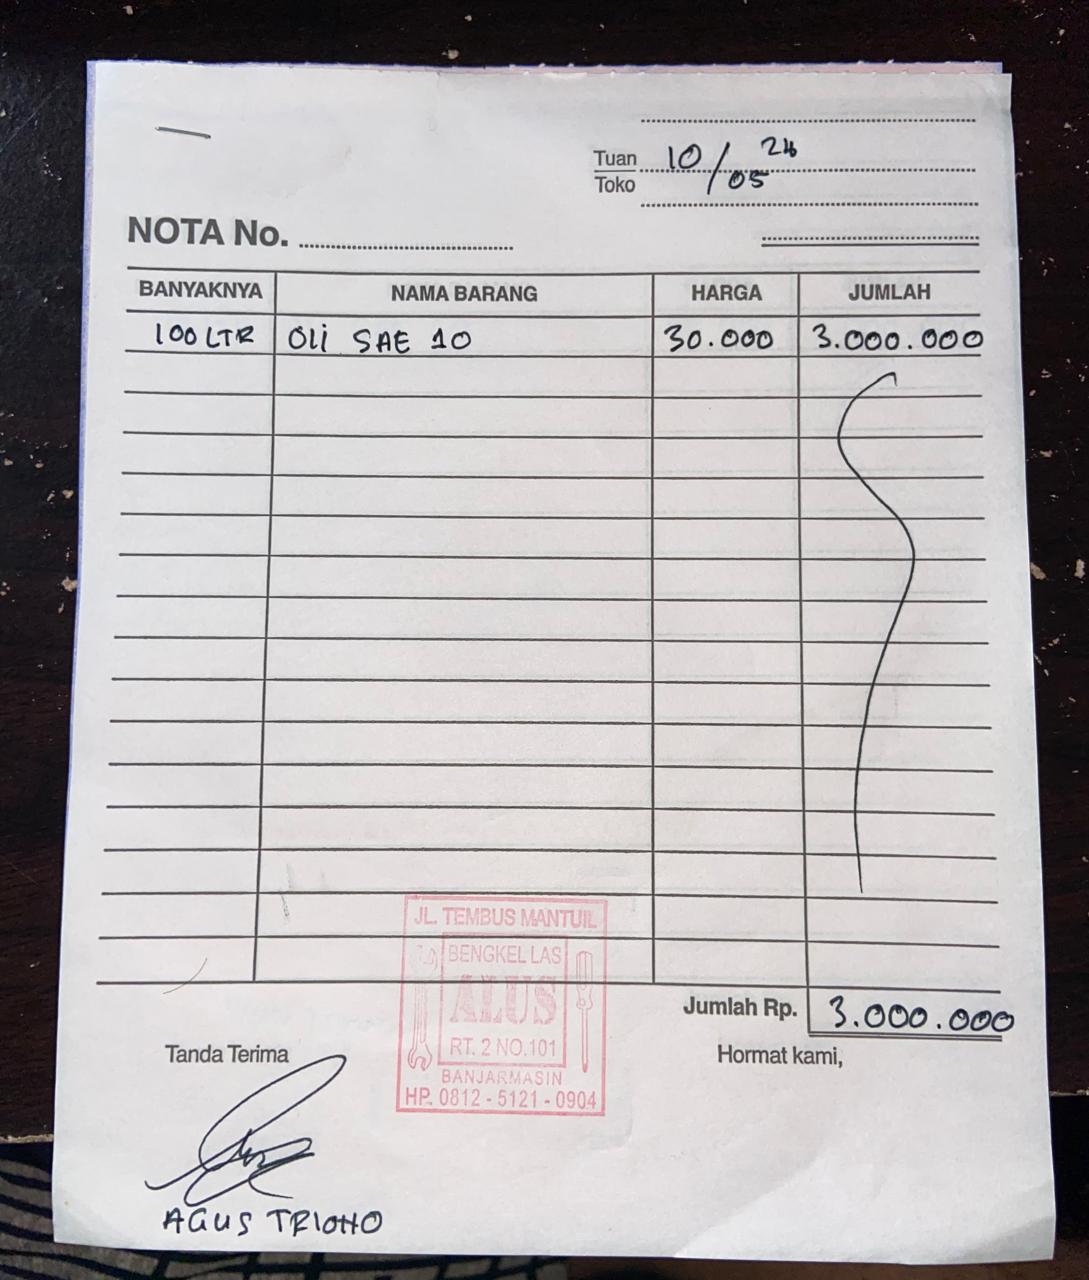 Tuan 10/05 24
Toko
NOTA No.
BANYAKNYA NAMA BARANG HARGA JUMLAH
100 LTR Oli SAE 10 30.000 3.000.000
JL. TEMBUS MANTUIL
BENGKEL LAS
ALUS
RT. 2 NO.101
BANJARMASIN
HP. 0812 - 5121 - 0904
Jumlah Rp. 3.000.000
Tanda Terima Hormat kami,
AGUS TRIONO